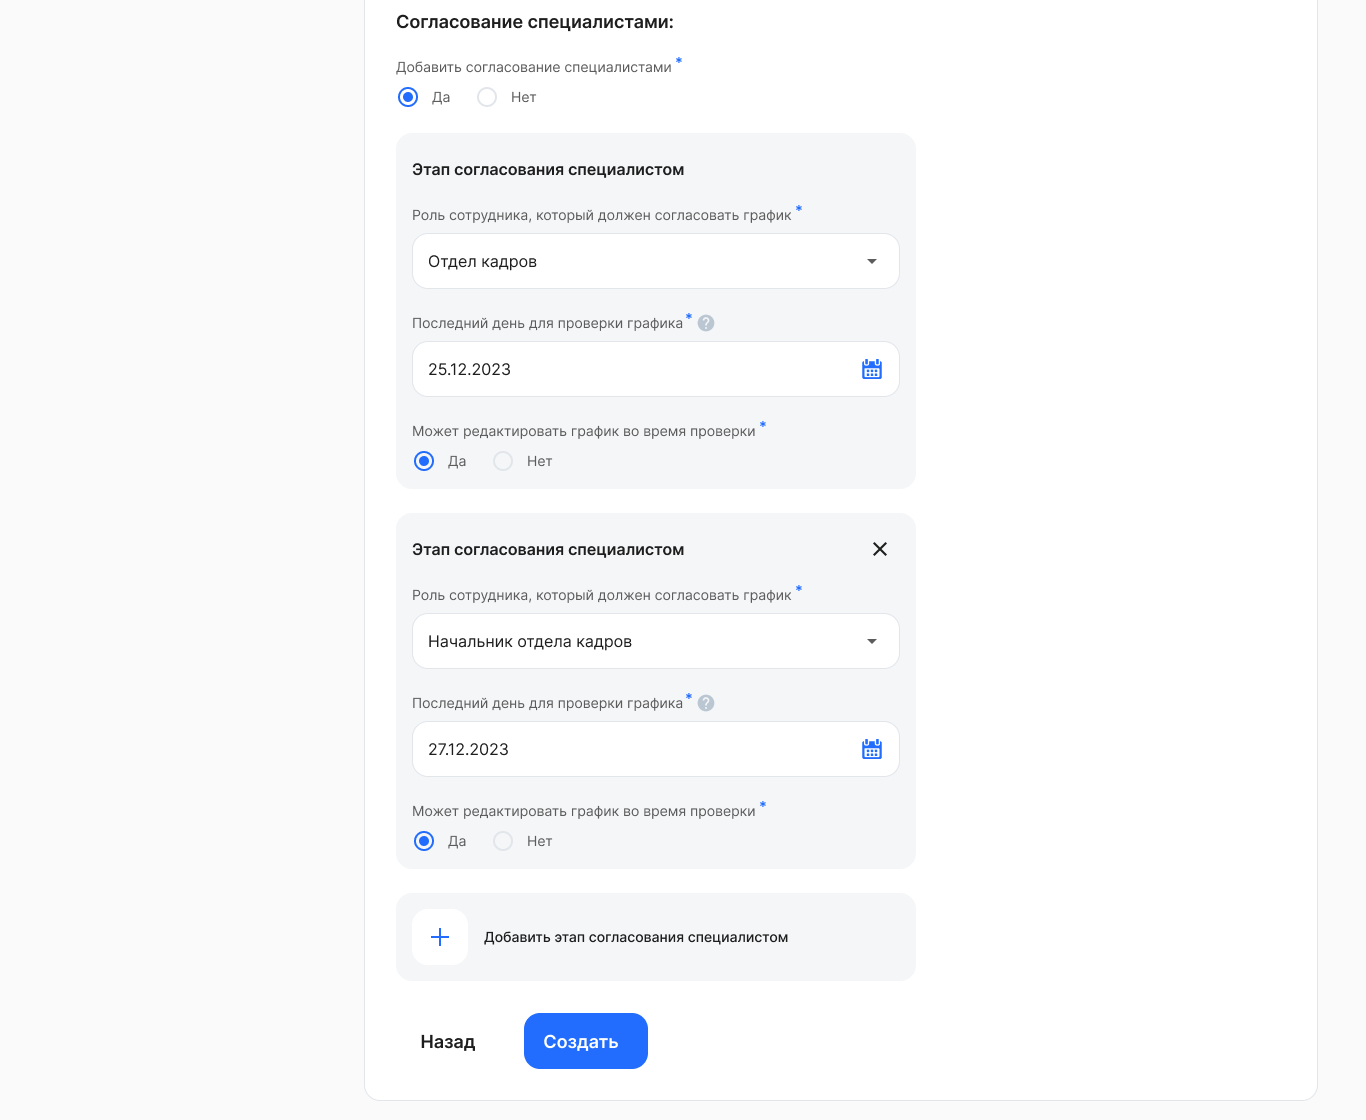 Согласование специалистами:
Добавить согласование специалистами *
Да Нет
Этап согласования специалистом
Роль сотрудника, который должен согласовать график *
Отдел кадров
Последний день для проверки графика * ?
25.12.2023
Может редактировать график во время проверки *
Да Нет
Этап согласования специалистом
Роль сотрудника, который должен согласовать график *
Начальник отдела кадров
Последний день для проверки графика * ?
27.12.2023
Может редактировать график во время проверки *
Да Нет
Добавить этап согласования специалистом
Назад Создать